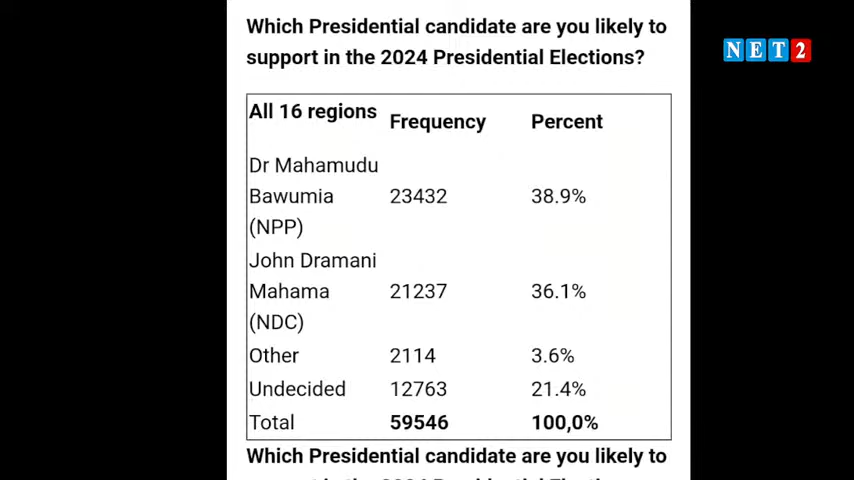 Which Presidential candidate are you likely to
support in the 2024 Presidential Elections?
NET2
All 16 regions Frequency Percent
Dr Mahamudu
Bawumia 23432 38.9%
(NPP)
John Dramani
Mahama 21237 36.1%
(NDC)
Other 2114 3.6%
Undecided 12763 21.4%
Total 59546 100,0%
Which Presidential candidate are you likely to